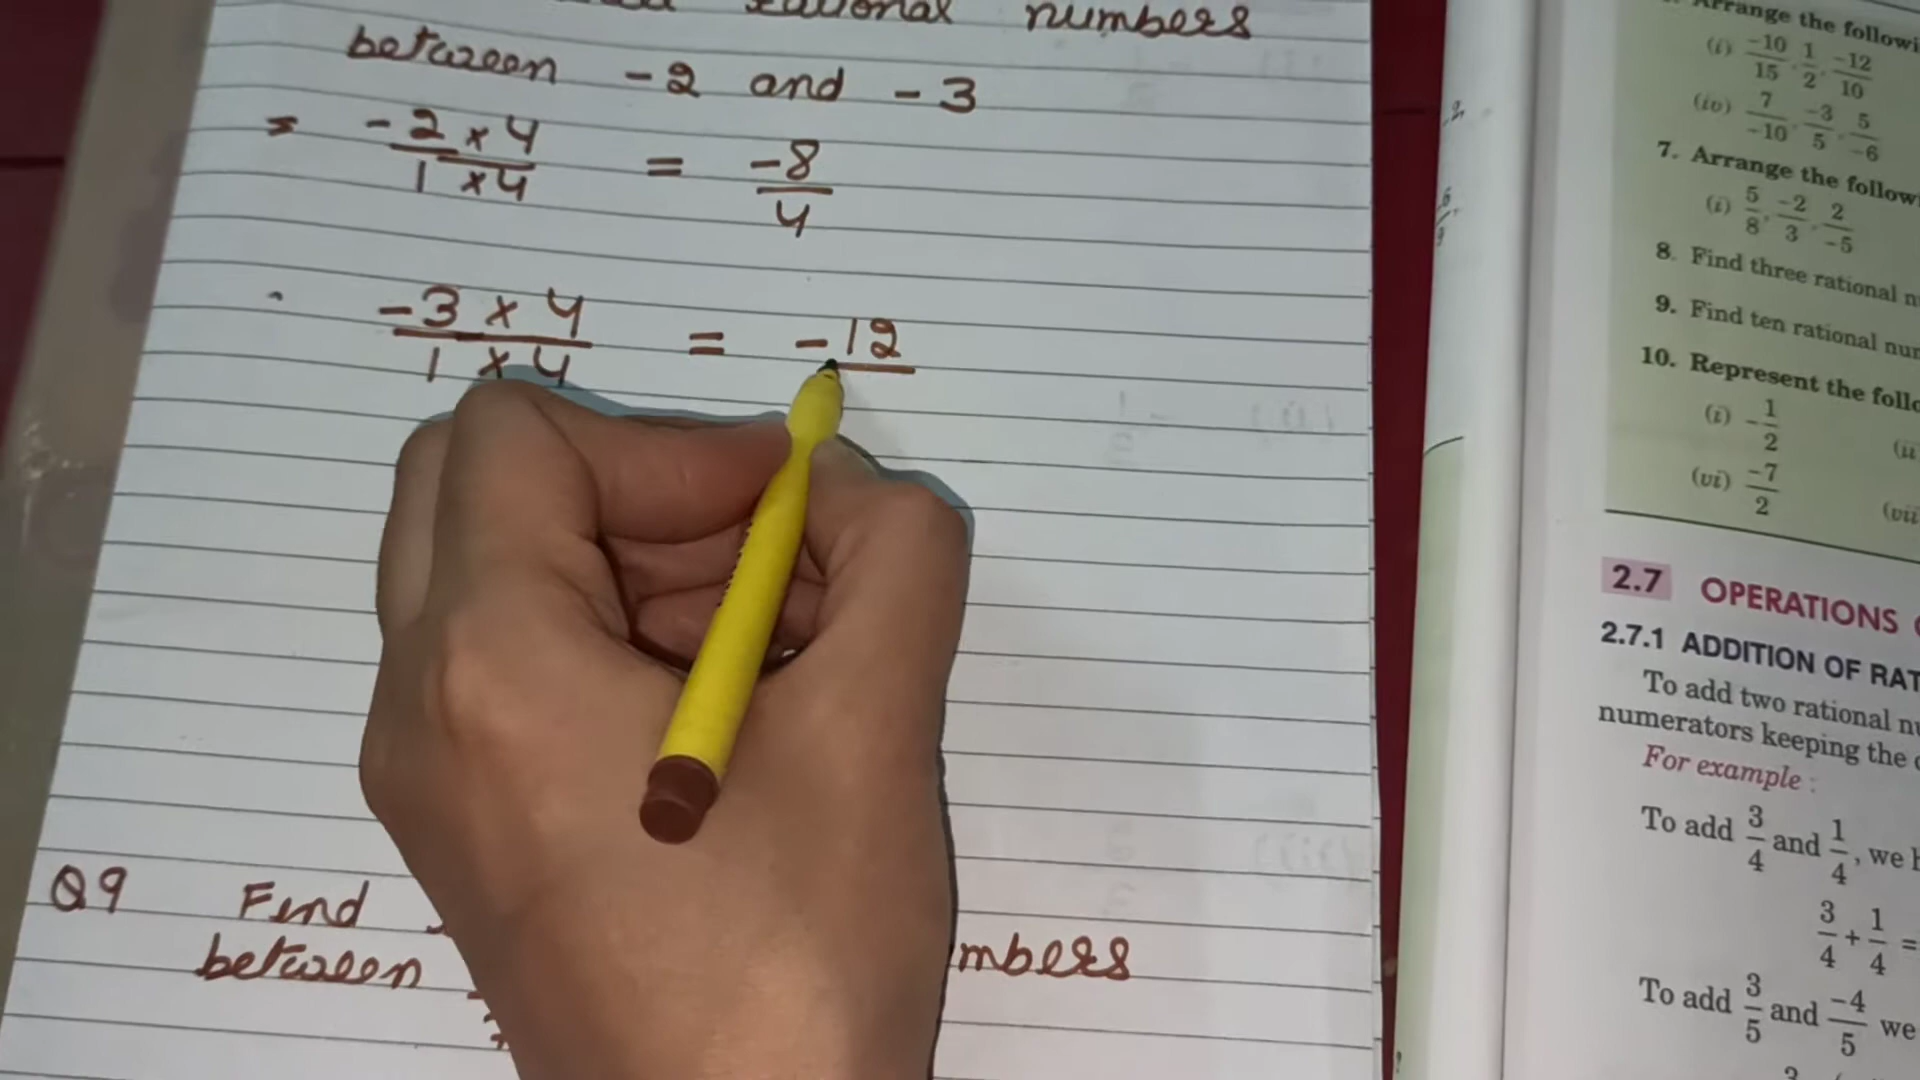 rational numbers
between -2 and -3
= -2 × 4 / 1 × 4 = -8 / 4
-3 × 4 / 1 × 4 = -12
Q9 Find
between mbers
Arrange the followi
(i) -10/15, 1/2, -12/10
(iv) 7/-10, -3/5, 5/-6
7. Arrange the follow
(i) 5/8, -2/3, 2/-5
8. Find three rational n
9. Find ten rational nu
10. Represent the follo
(i) -1/2 (ii
(vi) -7/2 (vii
2.7 OPERATIONS
2.7.1 ADDITION OF RAT
To add two rational nu
numerators keeping the
For example :
To add 3/4 and 1/4, we h
3/4 + 1/4 =
To add 3/5 and -4/5 we